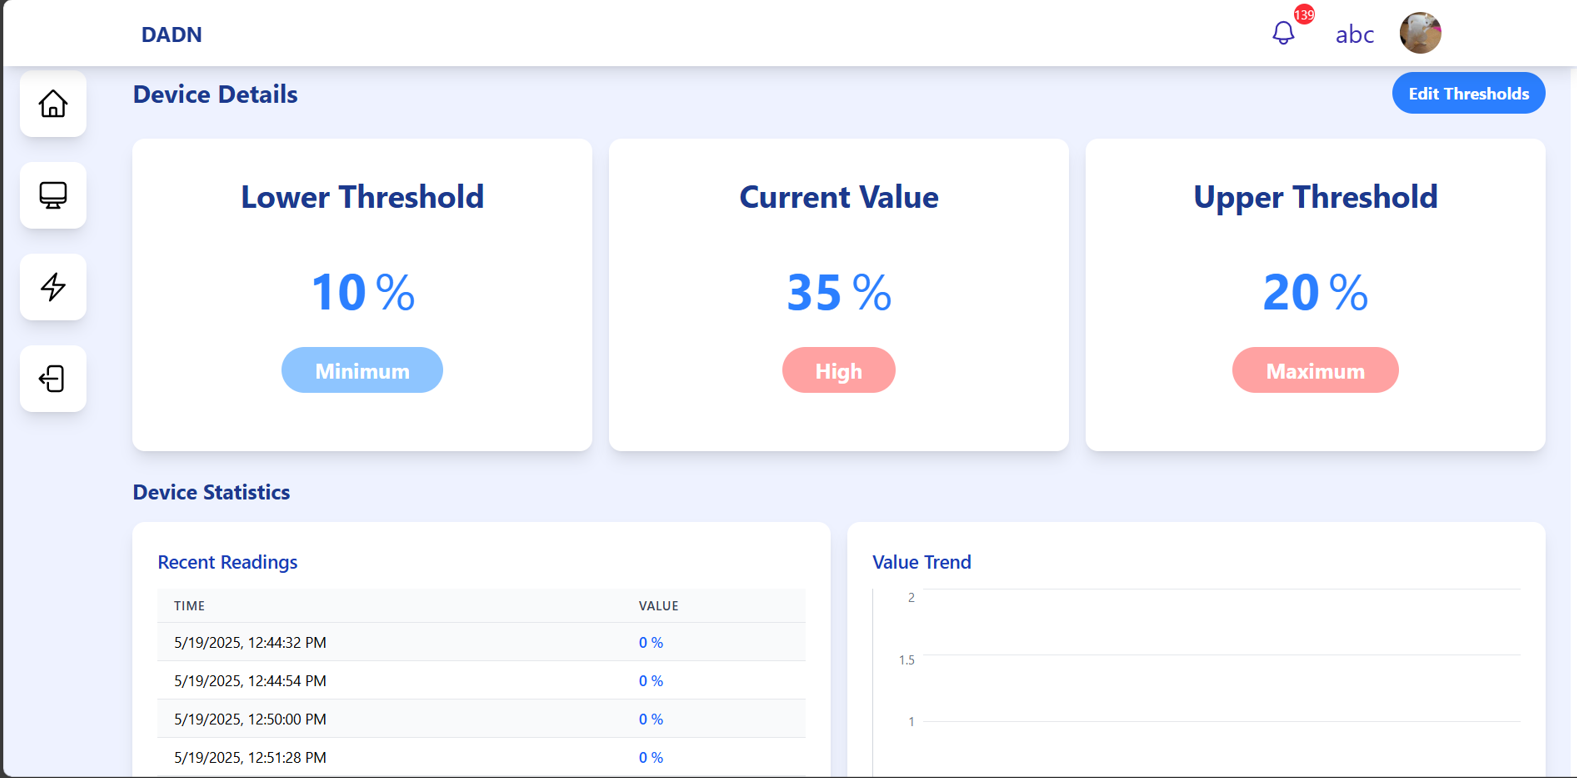 DADN
139
abc
Device Details
Edit Thresholds
Lower Threshold
10 %
Minimum
Current Value
35 %
High
Upper Threshold
20 %
Maximum
Device Statistics
Recent Readings
TIME VALUE
5/19/2025, 12:44:32 PM 0 %
5/19/2025, 12:44:54 PM 0 %
5/19/2025, 12:50:00 PM 0 %
5/19/2025, 12:51:28 PM 0 %
Value Trend
2
1.5
1